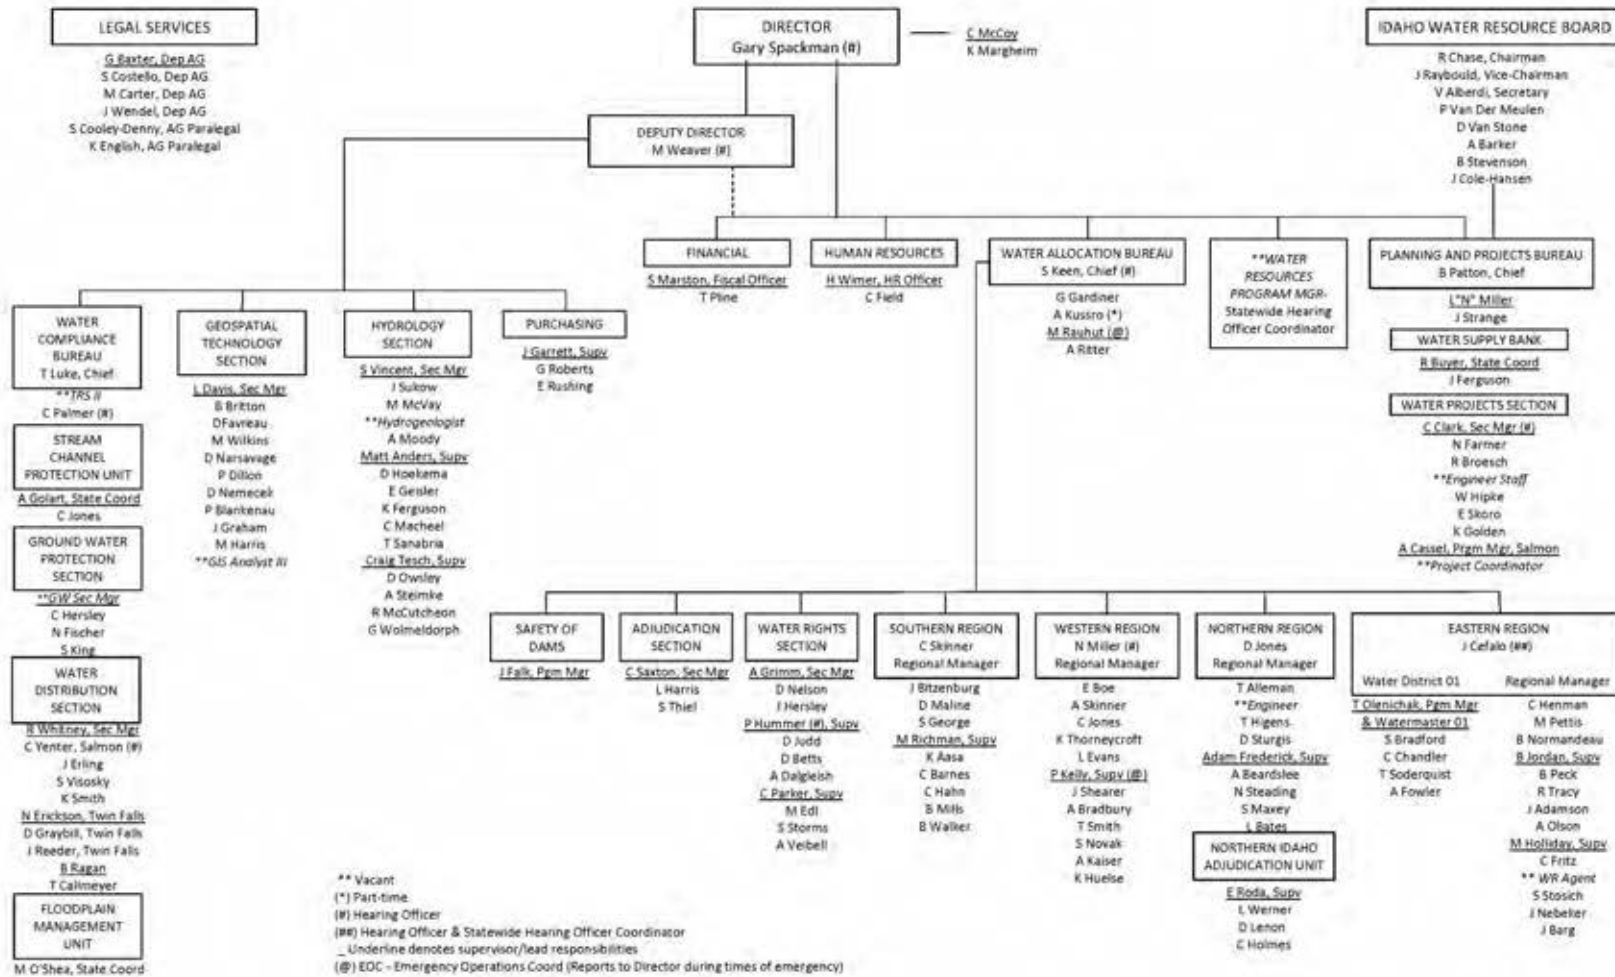 LEGAL SERVICES
G Baxter, Dep AG
S Costello, Dep AG
M Carter, Dep AG
J Wendel, Dep AG
S Cooley-Denny, AG Paralegal
K English, AG Paralegal
DIRECTOR
Gary Spackman (#)
C McCoy
K Margheim
IDAHO WATER RESOURCE BOARD
R Chase, Chairman
J Raybould, Vice-Chairman
V Alberdi, Secretary
P Van Der Meulen
D Van Stone
A Barker
B Stevenson
J Cole-Hansen
DEPUTY DIRECTOR
M Weaver (#)
FINANCIAL
S Marston, Fiscal Officer
T Pline
HUMAN RESOURCES
H Wimer, HR Officer
C Field
WATER ALLOCATION BUREAU
S Keen, Chief (#)
G Gardiner
A Kussro (*)
M Rauhut (@)
A Ritter
**WATER
RESOURCES
PROGRAM MGR-
Statewide Hearing
Officer Coordinator
PLANNING AND PROJECTS BUREAU
B Patton, Chief
L"N" Miller
J Strange
WATER SUPPLY BANK
R Buyer, State Coord
J Ferguson
WATER PROJECTS SECTION
C Clark, Sec Mgr (#)
N Farmer
R Broesch
**Engineer Staff
W Hipke
E Skoro
K Golden
A Cassel, Prgm Mgr, Salmon
**Project Coordinator
WATER
COMPLIANCE
BUREAU
T Luke, Chief
**TRS II
C Palmer (#)
STREAM
CHANNEL
PROTECTION UNIT
A Golart, State Coord
C Jones
GROUND WATER
PROTECTION
SECTION
**GW Sec Mgr
C Hersley
N Fischer
S King
WATER
DISTRIBUTION
SECTION
R Whitney, Sec Mgr
C Yenter, Salmon (#)
J Erling
S Visosky
K Smith
N Erickson, Twin Falls
D Graybill, Twin Falls
J Reeder, Twin Falls
B Ragan
T Callmeyer
FLOODPLAIN
MANAGEMENT
UNIT
M O'Shea, State Coord
GEOSPATIAL
TECHNOLOGY
SECTION
L Davis, Sec Mgr
B Britton
DFavreau
M Wilkins
D Narsavage
P Dillon
D Nemecek
P Blankenau
J Graham
M Harris
**GIS Analyst III
HYDROLOGY
SECTION
S Vincent, Sec Mgr
J Sukow
M McVay
**Hydrogeologist
A Moody
Matt Anders, Supv
D Hoekema
E Geisler
K Ferguson
C Macheel
T Sanabria
Craig Tesch, Supv
D Owsley
A Steimke
R McCutcheon
G Wolmeldorph
PURCHASING
J Garrett, Supv
G Roberts
E Rushing
SAFETY OF
DAMS
J Falk, Pgm Mgr
ADJUDICATION
SECTION
C Saxton, Sec Mgr
L Harris
S Thiel
WATER RIGHTS
SECTION
A Grimm, Sec Mgr
D Nelson
J Hersley
P Hummer (#), Supv
D Judd
D Betts
A Dalgleish
C Parker, Supv
M Edl
S Storms
A Veibell
SOUTHERN REGION
C Skinner
Regional Manager
J Bitzenburg
D Maline
S George
M Richman, Supv
K Aasa
C Barnes
C Hahn
B Mills
B Walker
WESTERN REGION
N Miller (#)
Regional Manager
E Boe
A Skinner
C Jones
K Thorneycroft
L Evans
P Kelly, Supv (@)
J Shearer
A Bradbury
T Smith
S Novak
A Kaiser
K Huelse
NORTHERN REGION
D Jones
Regional Manager
T Alleman
**Engineer
T Higens
D Sturgis
Adam Frederick, Supv
A Beardslee
N Steading
S Maxey
L Bates
NORTHERN IDAHO
ADJUDICATION UNIT
E Roda, Supv
L Werner
D Lenon
C Holmes
EASTERN REGION
J Cefalo (##)
Water District 01
T Olenichak, Pgm Mgr
& Watermaster 01
S Bradford
C Chandler
T Soderquist
A Fowler
Regional Manager
C Henman
M Pettis
B Normandeau
B Jordan, Supv
B Peck
R Tracy
J Adamson
A Olson
M Holliday, Supv
C Fritz
** WR Agent
S Stosich
J Nebeker
J Barg
** Vacant
(*) Part-time
(#) Hearing Officer
(##) Hearing Officer & Statewide Hearing Officer Coordinator
_ Underline denotes supervisor/lead responsibilities
(@) EOC - Emergency Operations Coord (Reports to Director during times of emergency)